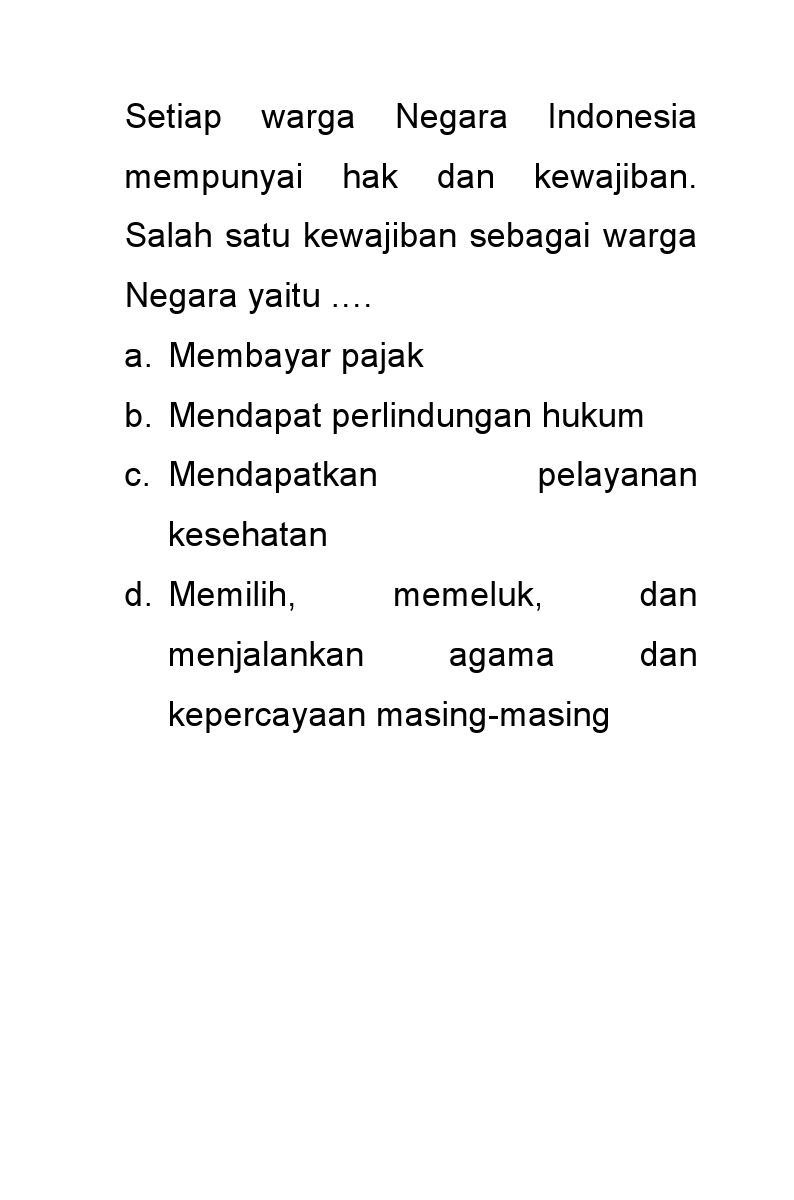 Setiap warga Negara Indonesia
mempunyai hak dan kewajiban.
Salah satu kewajiban sebagai warga
Negara yaitu ….
a. Membayar pajak
b. Mendapat perlindungan hukum
c. Mendapatkan pelayanan
kesehatan
d. Memilih, memeluk, dan
menjalankan agama dan
kepercayaan masing-masing